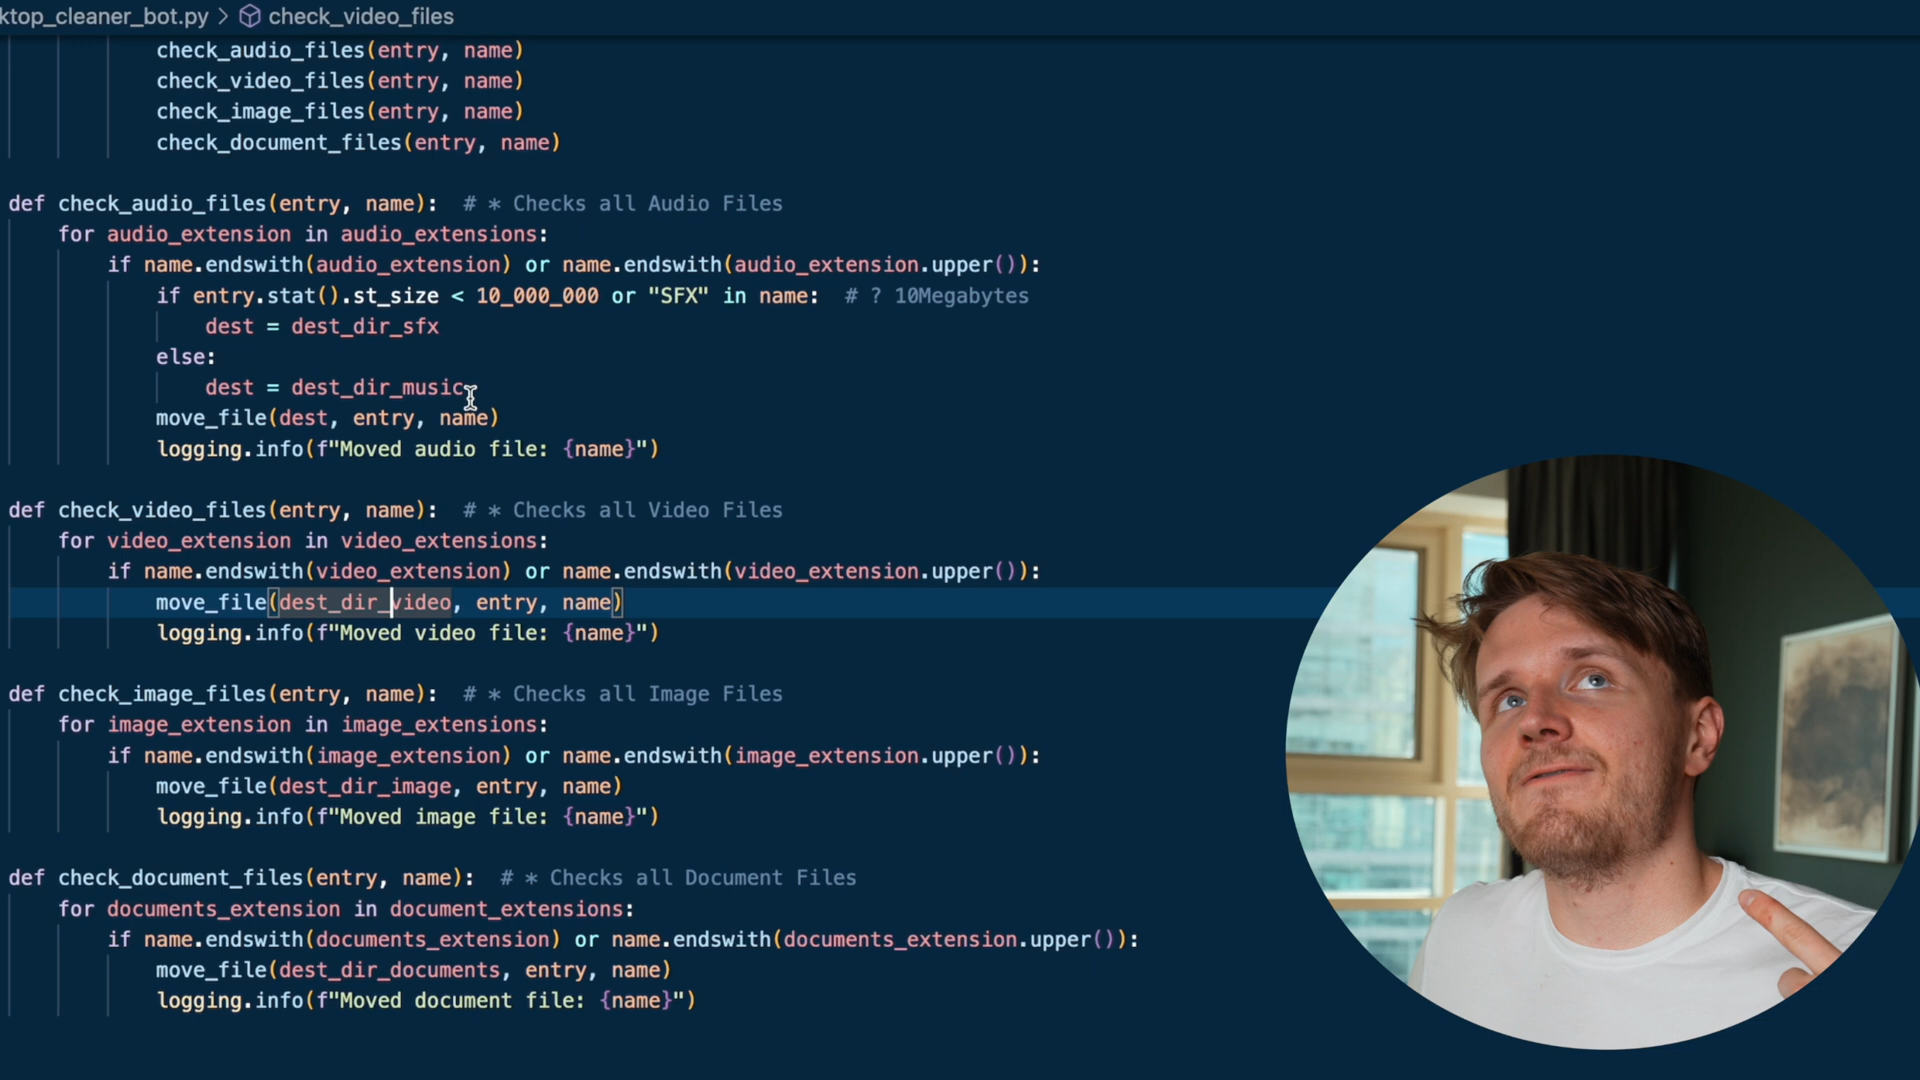 ktop_cleaner_bot.py > check_video_files
check_audio_files(entry, name)
check_video_files(entry, name)
check_image_files(entry, name)
check_document_files(entry, name)
def check_audio_files(entry, name):  # * Checks all Audio Files
for audio_extension in audio_extensions:
if name.endswith(audio_extension) or name.endswith(audio_extension.upper()):
if entry.stat().st_size < 10_000_000 or "SFX" in name:  # ? 10Megabytes
dest = dest_dir_sfx
else:
dest = dest_dir_music
move_file(dest, entry, name)
logging.info(f"Moved audio file: {name}")
def check_video_files(entry, name):  # * Checks all Video Files
for video_extension in video_extensions:
if name.endswith(video_extension) or name.endswith(video_extension.upper()):
move_file(dest_dir_video, entry, name)
logging.info(f"Moved video file: {name}")
def check_image_files(entry, name):  # * Checks all Image Files
for image_extension in image_extensions:
if name.endswith(image_extension) or name.endswith(image_extension.upper()):
move_file(dest_dir_image, entry, name)
logging.info(f"Moved image file: {name}")
def check_document_files(entry, name):  # * Checks all Document Files
for documents_extension in document_extensions:
if name.endswith(documents_extension) or name.endswith(documents_extension.upper()):
move_file(dest_dir_documents, entry, name)
logging.info(f"Moved document file: {name}")